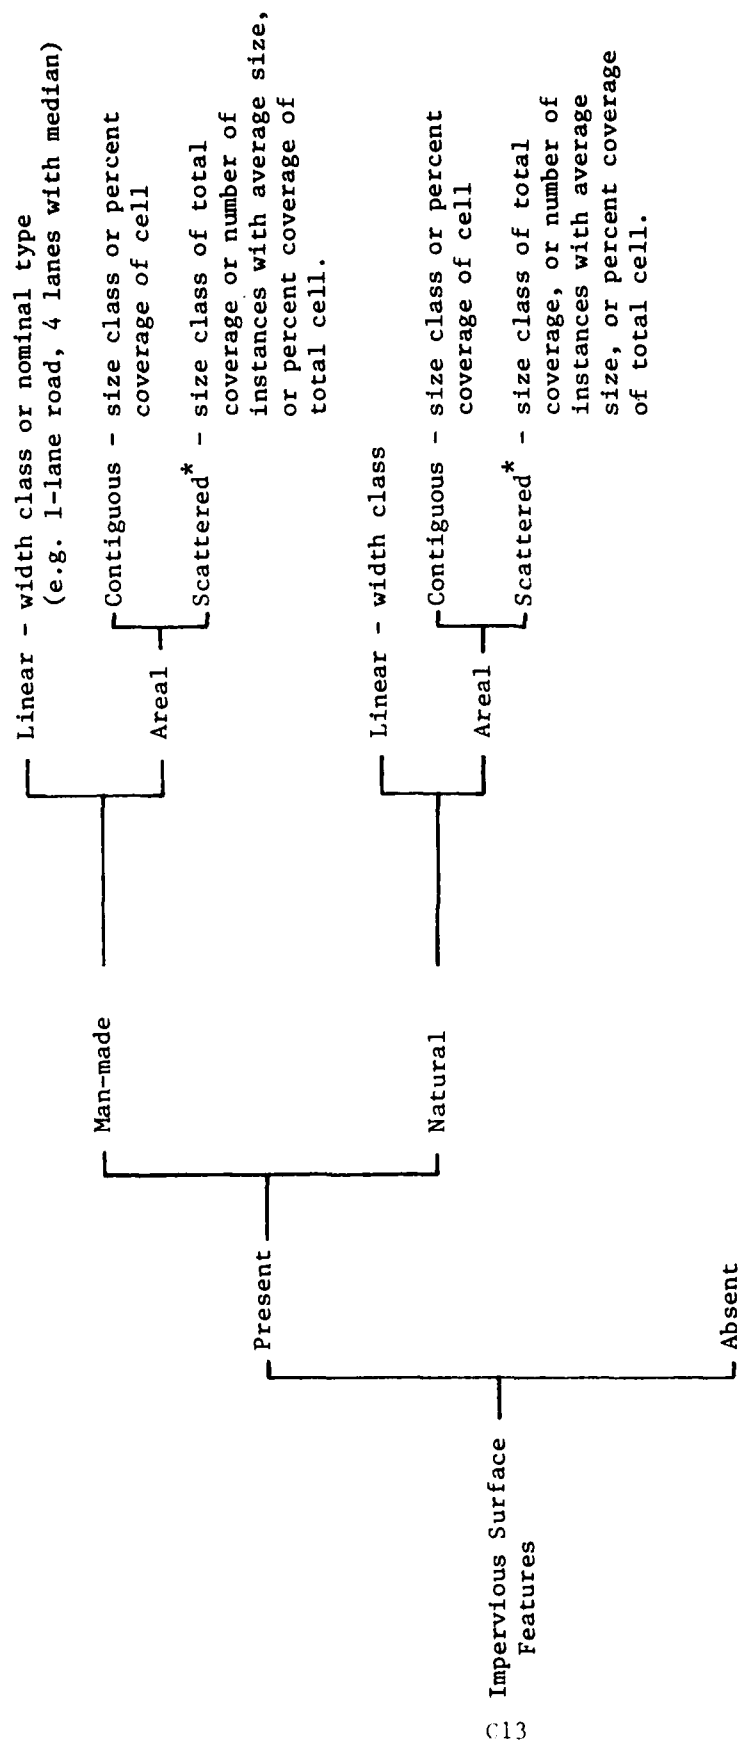 Impervious Surface
Features
Present
Absent
Man-made
Natural
Linear - width class or nominal type
(e.g. 1-lane road, 4 lanes with median)
Areal
Contiguous - size class or percent
coverage of cell
Scattered* - size class of total
coverage or number of
instances with average size,
or percent coverage of
total cell.
Linear - width class
Areal
Contiguous - size class or percent
coverage of cell
Scattered* - size class of total
coverage, or number of
instances with average
size, or percent coverage
of total cell.
C13